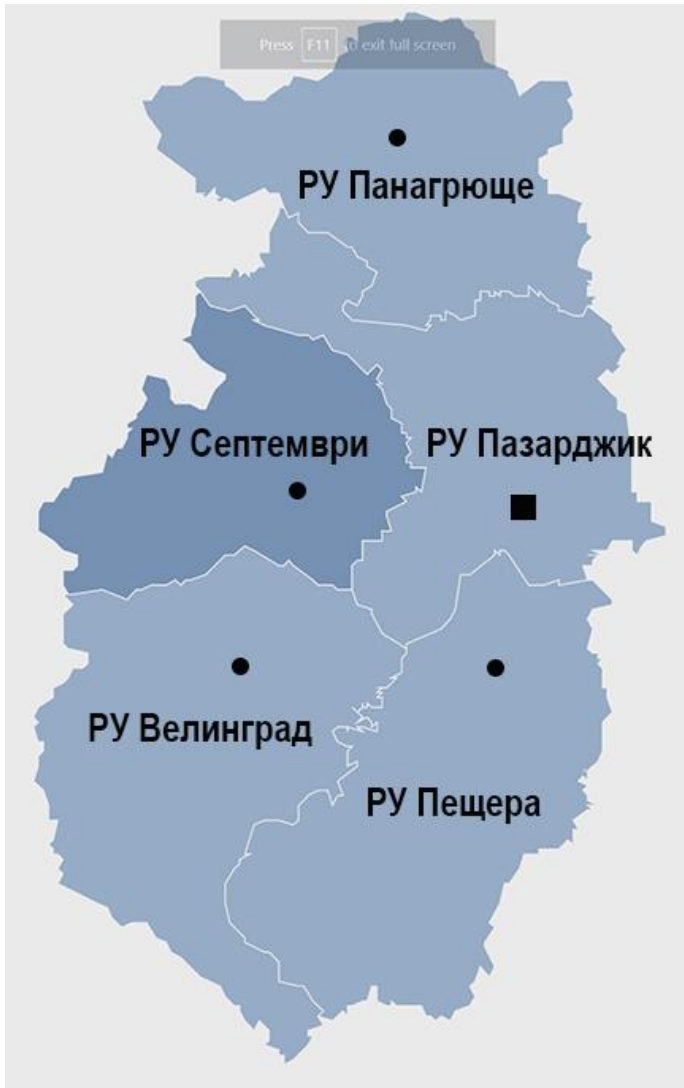 Press F11 to exit full screen
РУ Панагрюще
РУ Септември
РУ Пазарджик
РУ Велинград
РУ Пещера